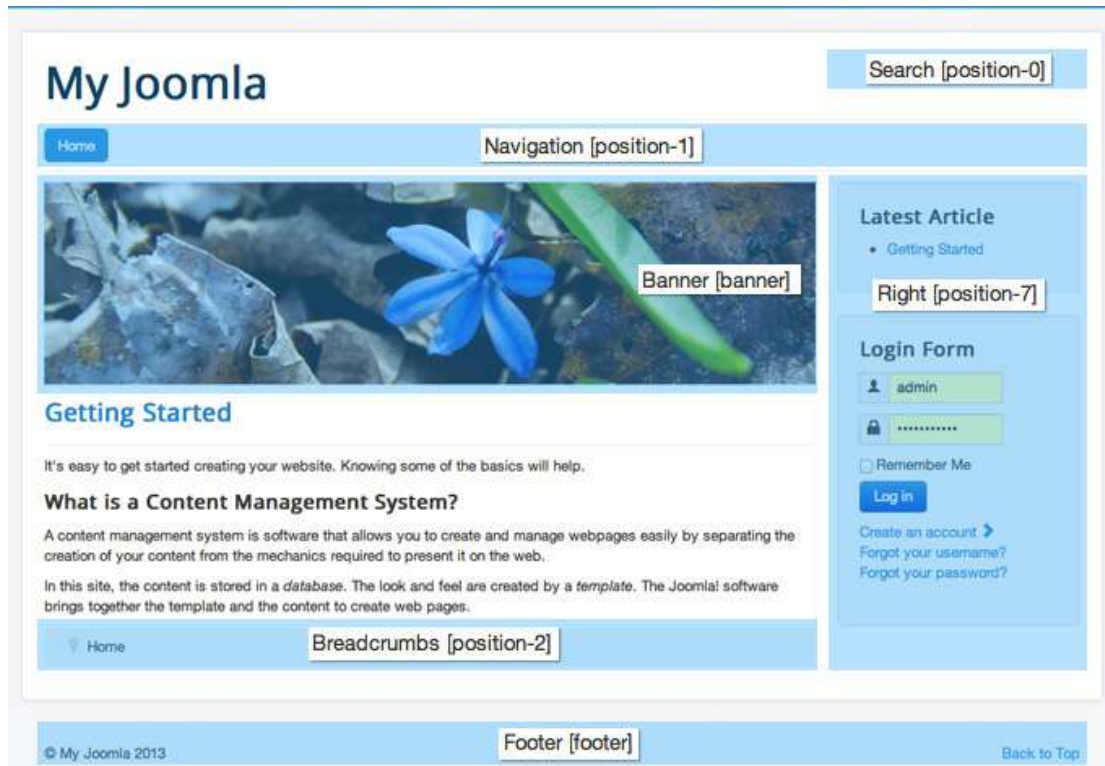 My Joomla
Search [position-0]
Home
Navigation [position-1]
Banner [banner]
Latest Article
• Getting Started
Right [position-7]
Login Form
admin
•••••••••••
Remember Me
Log in
Create an account
Forgot your username?
Forgot your password?
Getting Started
It's easy to get started creating your website. Knowing some of the basics will help.
What is a Content Management System?
A content management system is software that allows you to create and manage webpages easily by separating the
creation of your content from the mechanics required to present it on the web.
In this site, the content is stored in a database. The look and feel are created by a template. The Joomla! software
brings together the template and the content to create web pages.
Home
Breadcrumbs [position-2]
© My Joomla 2013
Footer [footer]
Back to Top